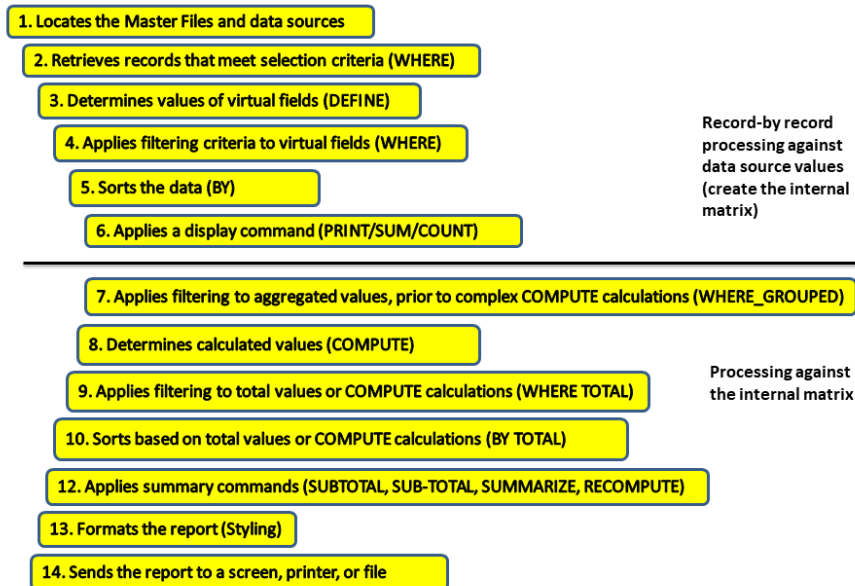 1. Locates the Master Files and data sources
2. Retrieves records that meet selection criteria (WHERE)
3. Determines values of virtual fields (DEFINE)
4. Applies filtering criteria to virtual fields (WHERE)
5. Sorts the data (BY)
6. Applies a display command (PRINT/SUM/COUNT)
Record-by record
processing against
data source values
(create the internal
matrix)
7. Applies filtering to aggregated values, prior to complex COMPUTE calculations (WHERE_GROUPED)
8. Determines calculated values (COMPUTE)
9. Applies filtering to total values or COMPUTE calculations (WHERE TOTAL)
10. Sorts based on total values or COMPUTE calculations (BY TOTAL)
12. Applies summary commands (SUBTOTAL, SUB-TOTAL, SUMMARIZE, RECOMPUTE)
13. Formats the report (Styling)
14. Sends the report to a screen, printer, or file
Processing against
the internal matrix